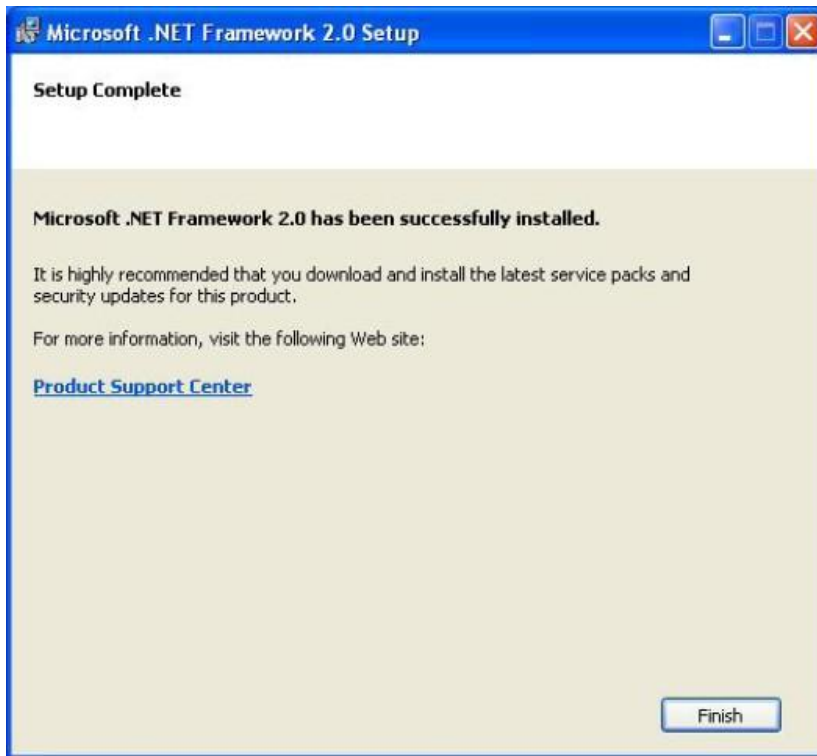 Microsoft .NET Framework 2.0 Setup
Setup Complete
Microsoft .NET Framework 2.0 has been successfully installed.
It is highly recommended that you download and install the latest service packs and
security updates for this product.
For more information, visit the following Web site:
Product Support Center
Finish